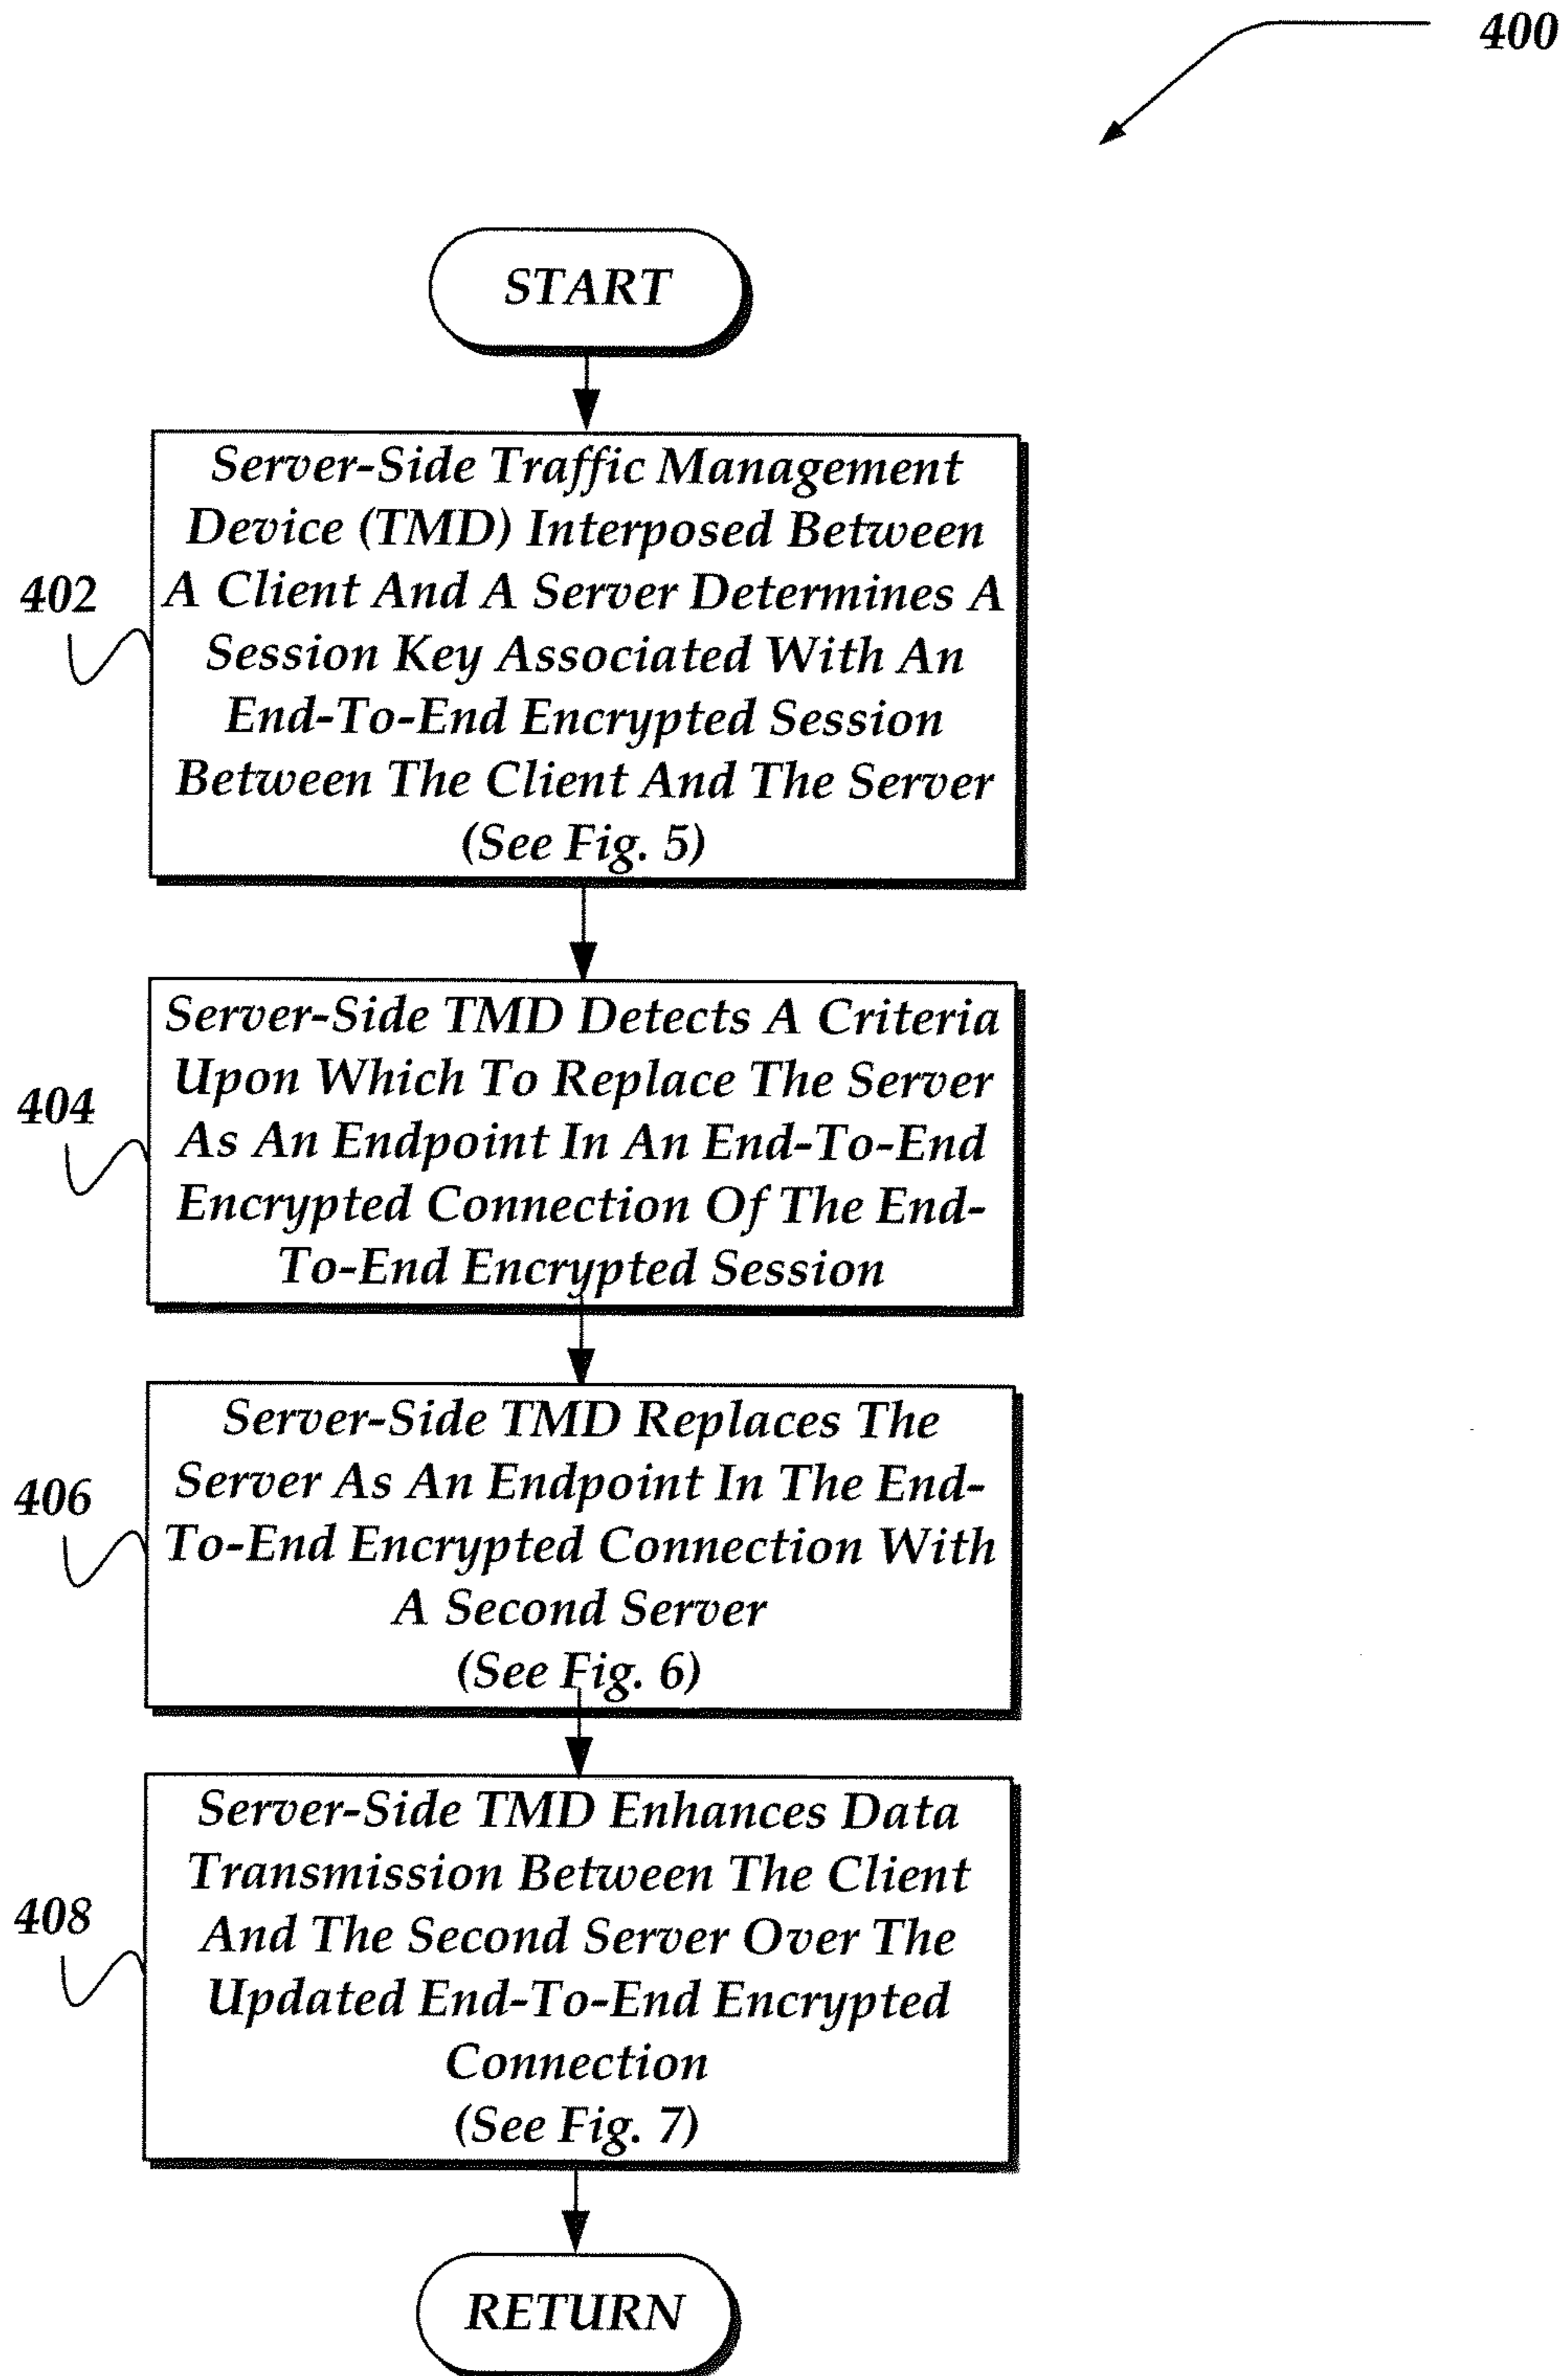 400
START
Server-Side Traffic Management
Device (TMD) Interposed Between
A Client And A Server Determines A
Session Key Associated With An
End-To-End Encrypted Session
Between The Client And The Server
(See Fig. 5)
402
Server-Side TMD Detects A Criteria
Upon Which To Replace The Server
As An Endpoint In An End-To-End
Encrypted Connection Of The End-
To-End Encrypted Session
404
Server-Side TMD Replaces The
Server As An Endpoint In The End-
To-End Encrypted Connection With
A Second Server
(See Fig. 6)
406
Server-Side TMD Enhances Data
Transmission Between The Client
And The Second Server Over The
Updated End-To-End Encrypted
Connection
(See Fig. 7)
408
RETURN